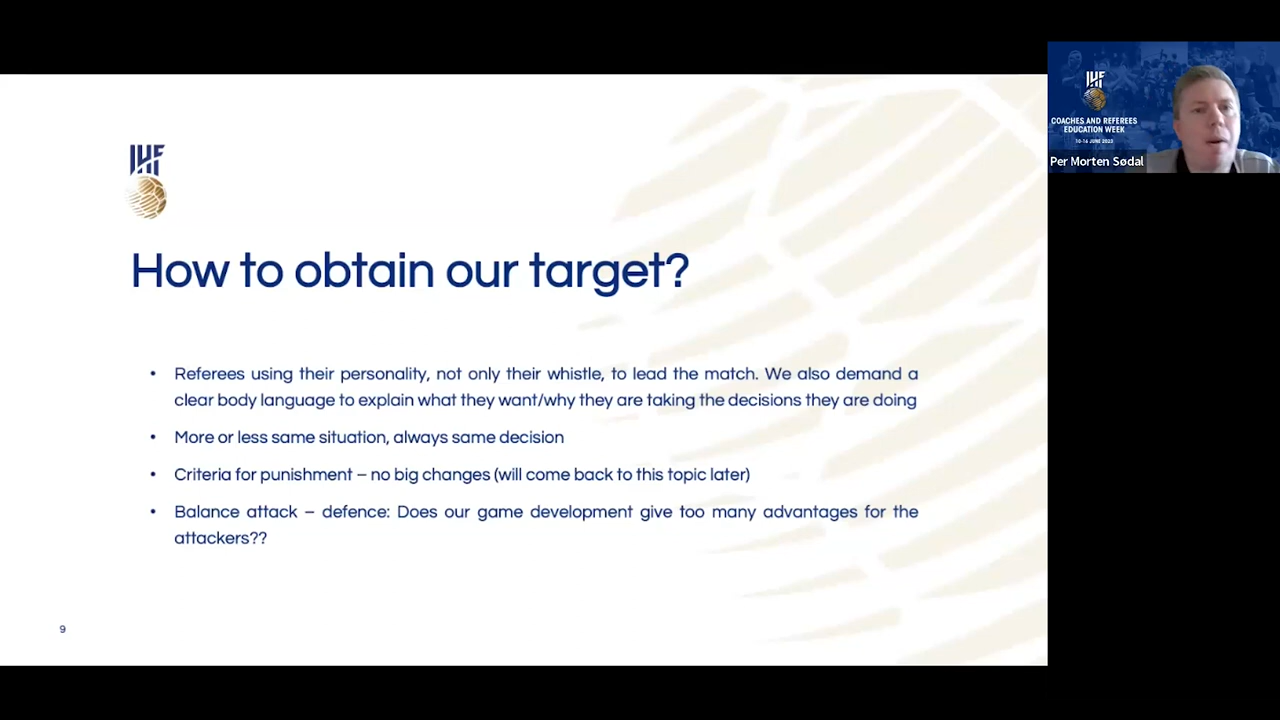 IHF
How to obtain our target?
• Referees using their personality, not only their whistle, to lead the match. We also demand a
clear body language to explain what they want/why they are taking the decisions they are doing
• More or less same situation, always same decision
• Criteria for punishment – no big changes (will come back to this topic later)
• Balance attack – defence: Does our game development give too many advantages for the
attackers??
9
IHF
COACHES AND REFEREES
EDUCATION WEEK
10-16 JUNE 2023
Per Morten Sødal